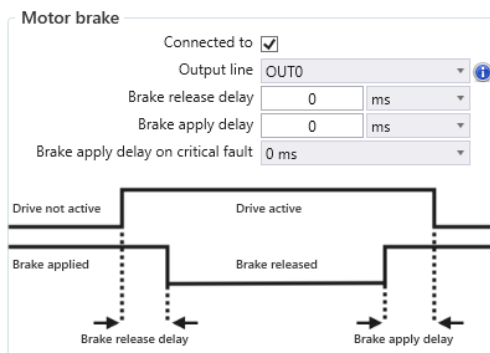 Motor brake
Connected to
Output line OUT0
Brake release delay 0 ms
Brake apply delay 0 ms
Brake apply delay on critical fault 0 ms
Drive not active Drive active
Brake applied Brake released
Brake release delay Brake apply delay